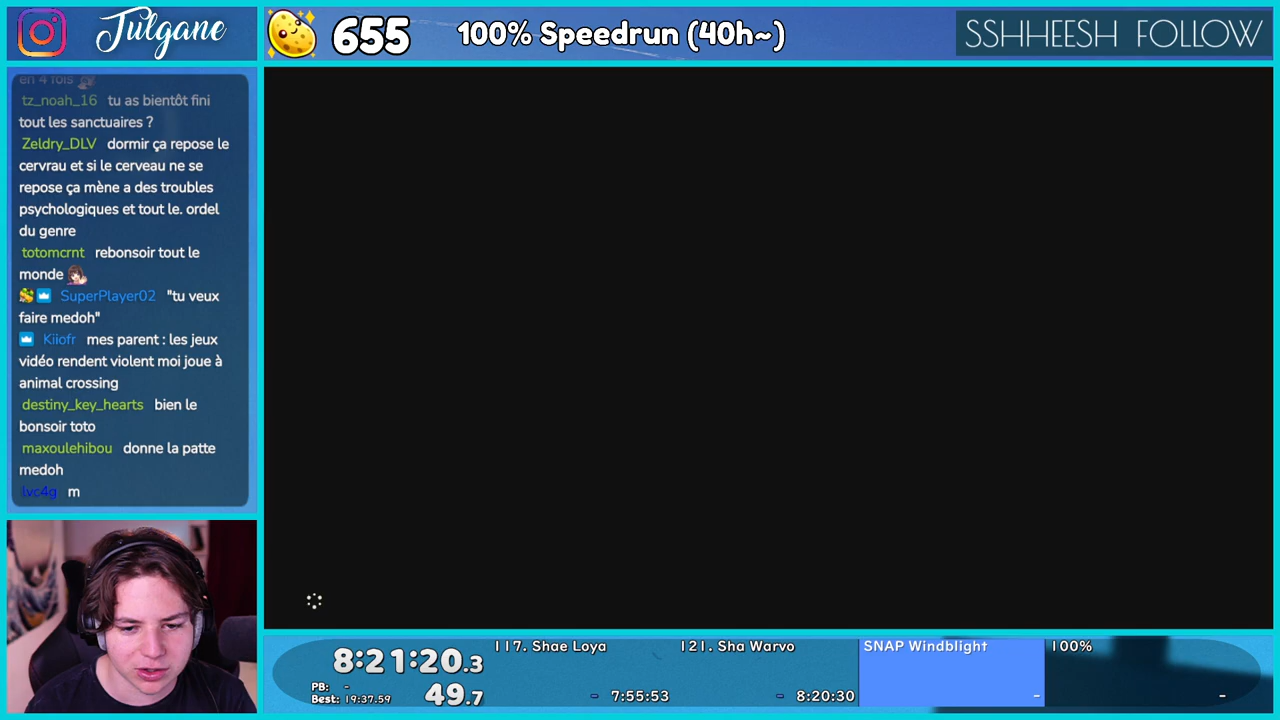 Julgane
655
100% Speedrun (40h~)
SSHHEESH FOLLOW
en 4 fois
tz_noah_16 tu as bientôt fini
tout les sanctuaires ?
Zeldry_DLV dormir ça repose le
cervrau et si le cerveau ne se
repose ça mène a des troubles
psychologiques et tout le. ordel
du genre
totomcrnt rebonsoir tout le
monde
SuperPlayer02 "tu veux
faire medoh"
Kiiofr mes parent : les jeux
vidéo rendent violent moi joue à
animal crossing
destiny_key_hearts bien le
bonsoir toto
maxoulehibou donne la patte
medoh
lvc4g m
8:21:20.3
PB: -
Best: 19:37.59
49.7
117. Shae Loya
- 7:55:53
121. Sha Warvo
- 8:20:30
SNAP Windblight
-
100%
-